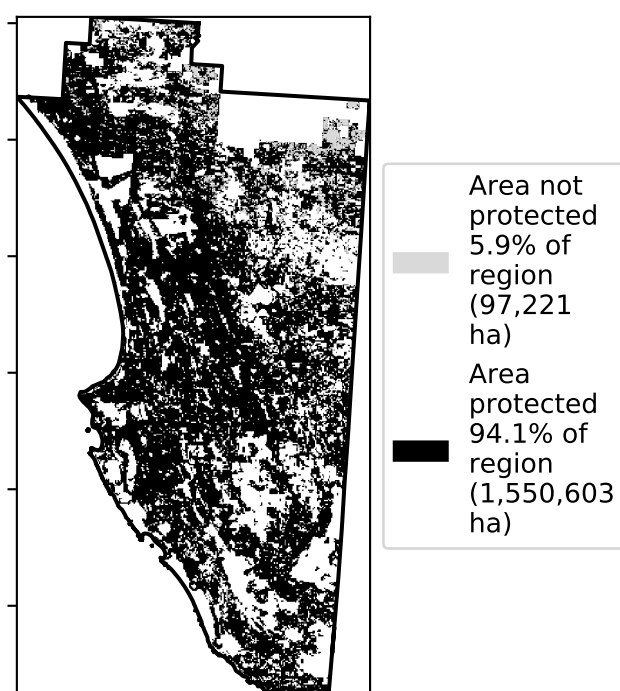 Area not
protected
5.9% of
region
(97,221
ha)
Area
protected
94.1% of
region
(1,550,603
ha)